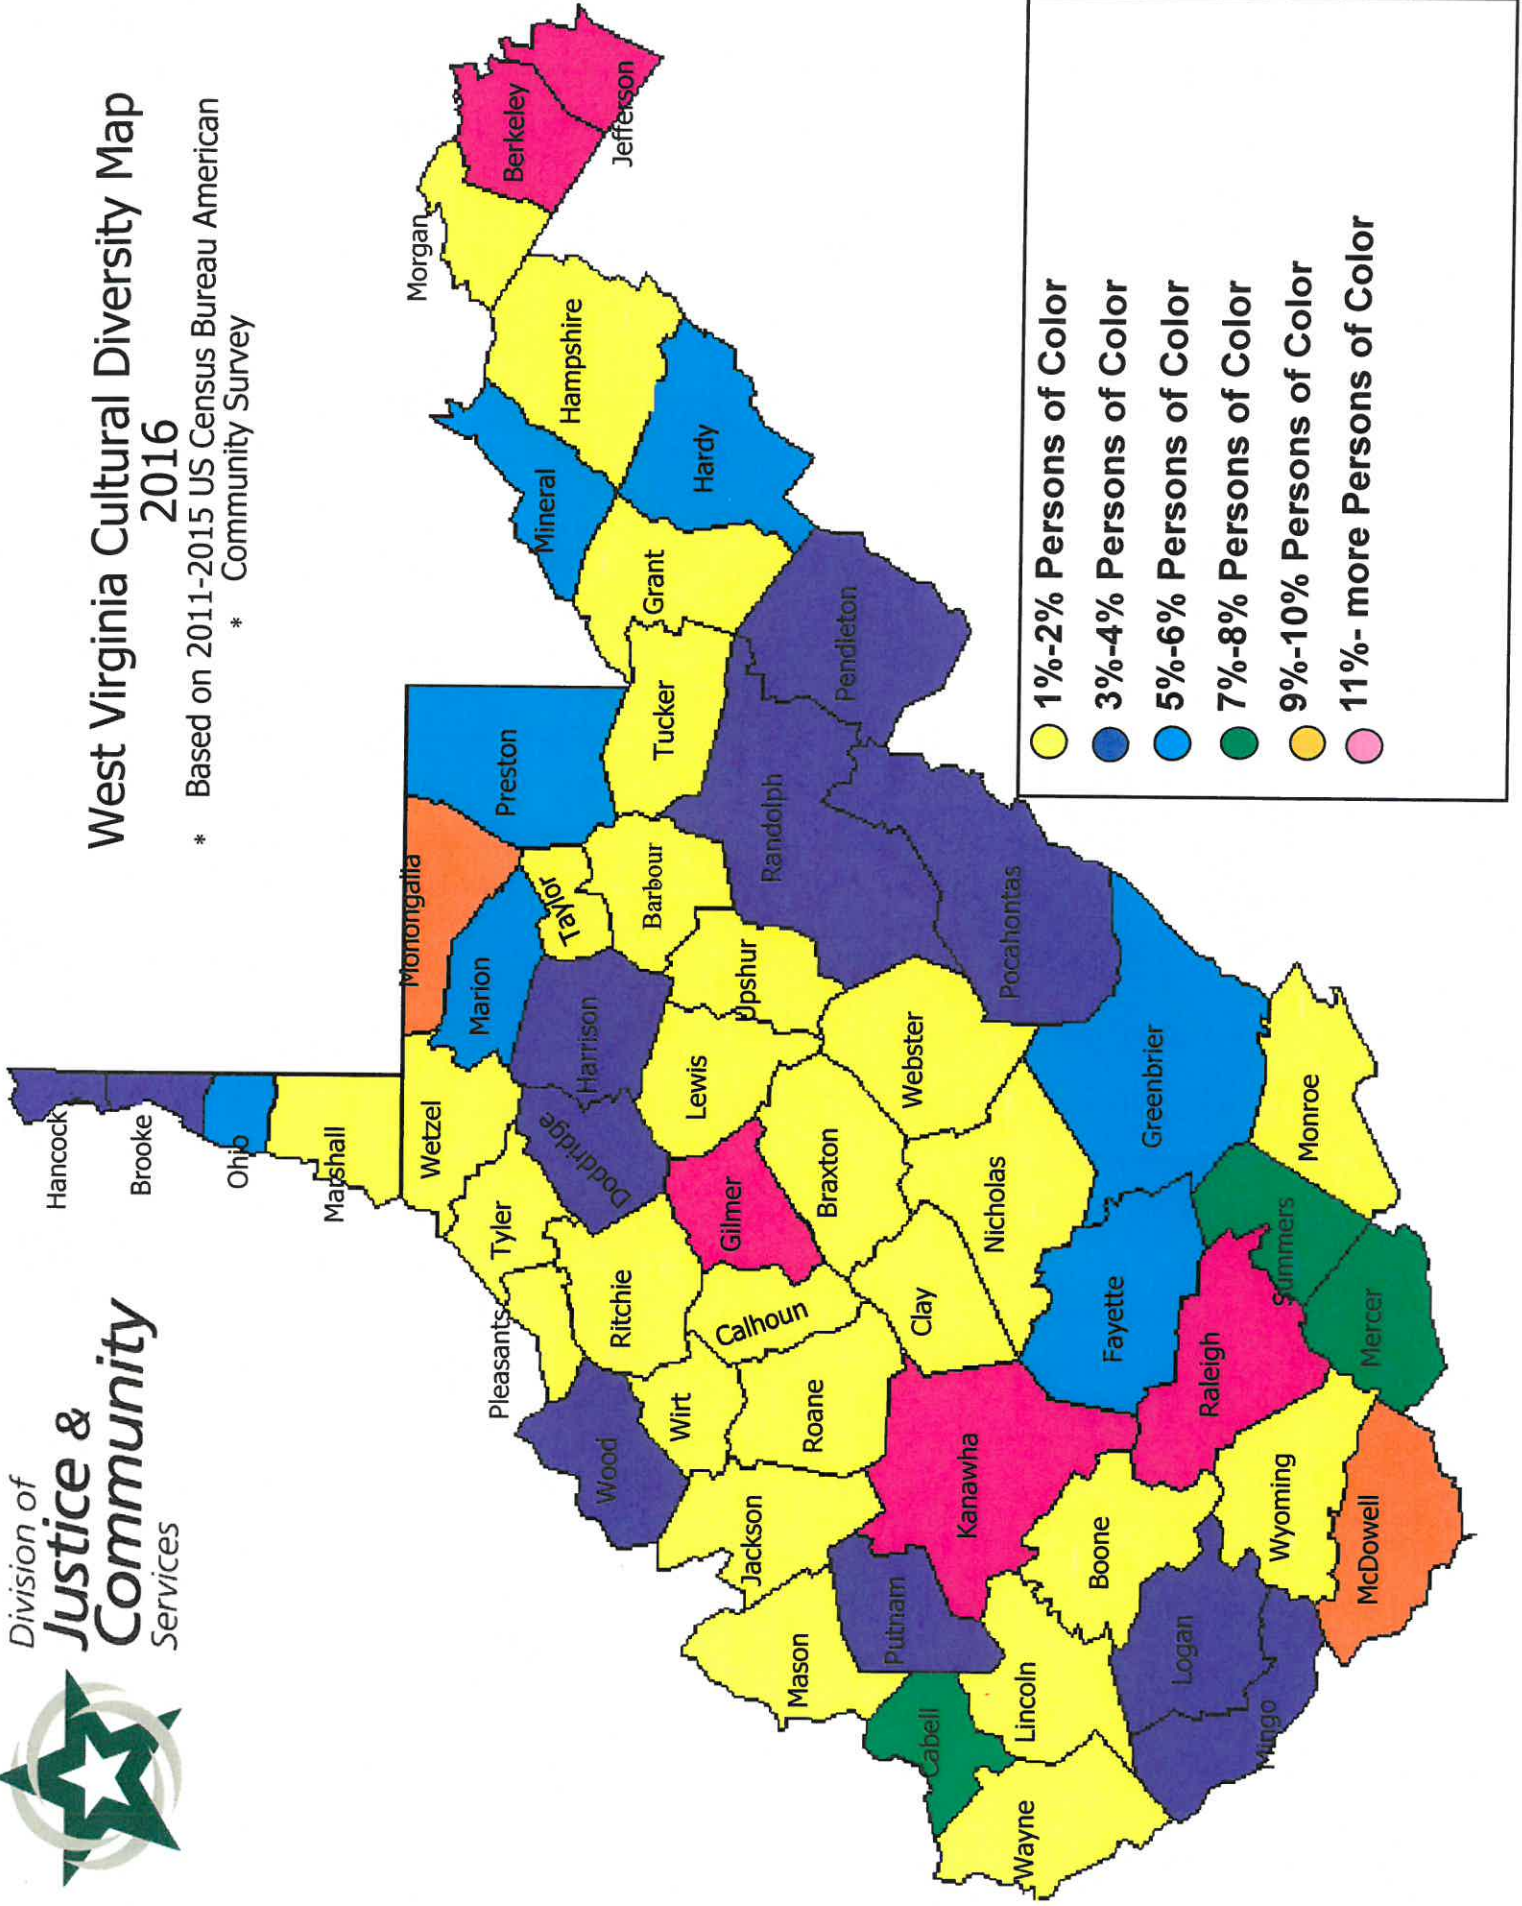 Division of
Justice &
Community
Services
West Virginia Cultural Diversity Map
2016
* Based on 2011-2015 US Census Bureau American
* Community Survey
Hancock
Brooke
Ohio
Marshall
Wetzel
Monongalia
Marion
Preston
Morgan
Berkeley
Jefferson
Mineral
Hampshire
Hardy
Grant
Tucker
Taylor
Barbour
Harrison
Doddridge
Tyler
Pleasants
Ritchie
Wood
Wirt
Calhoun
Gilmer
Lewis
Upshur
Randolph
Pendleton
Pocahontas
Webster
Braxton
Clay
Roane
Jackson
Mason
Putnam
Cabell
Kanawha
Nicholas
Greenbrier
Fayette
Monroe
Summers
Mercer
Raleigh
Wyoming
McDowell
Boone
Logan
Mingo
Lincoln
Wayne
1%-2% Persons of Color
3%-4% Persons of Color
5%-6% Persons of Color
7%-8% Persons of Color
9%-10% Persons of Color
11%- more Persons of Color